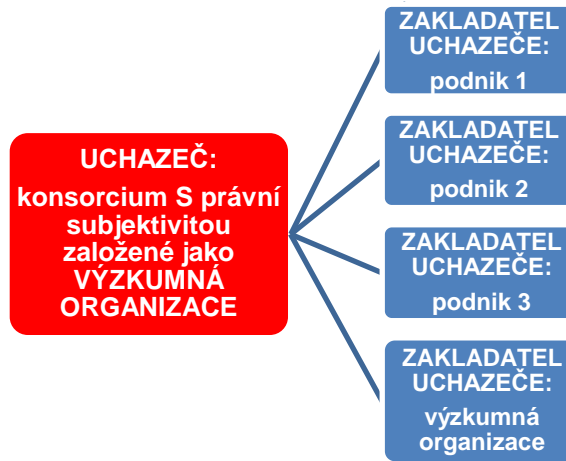 UCHAZEČ:
konsorcium S právní
subjektivitou
založené jako
VÝZKUMNÁ
ORGANIZACE
ZAKLADATEL
UCHAZEČE:
podnik 1
ZAKLADATEL
UCHAZEČE:
podnik 2
ZAKLADATEL
UCHAZEČE:
podnik 3
ZAKLADATEL
UCHAZEČE:
výzkumná
organizace